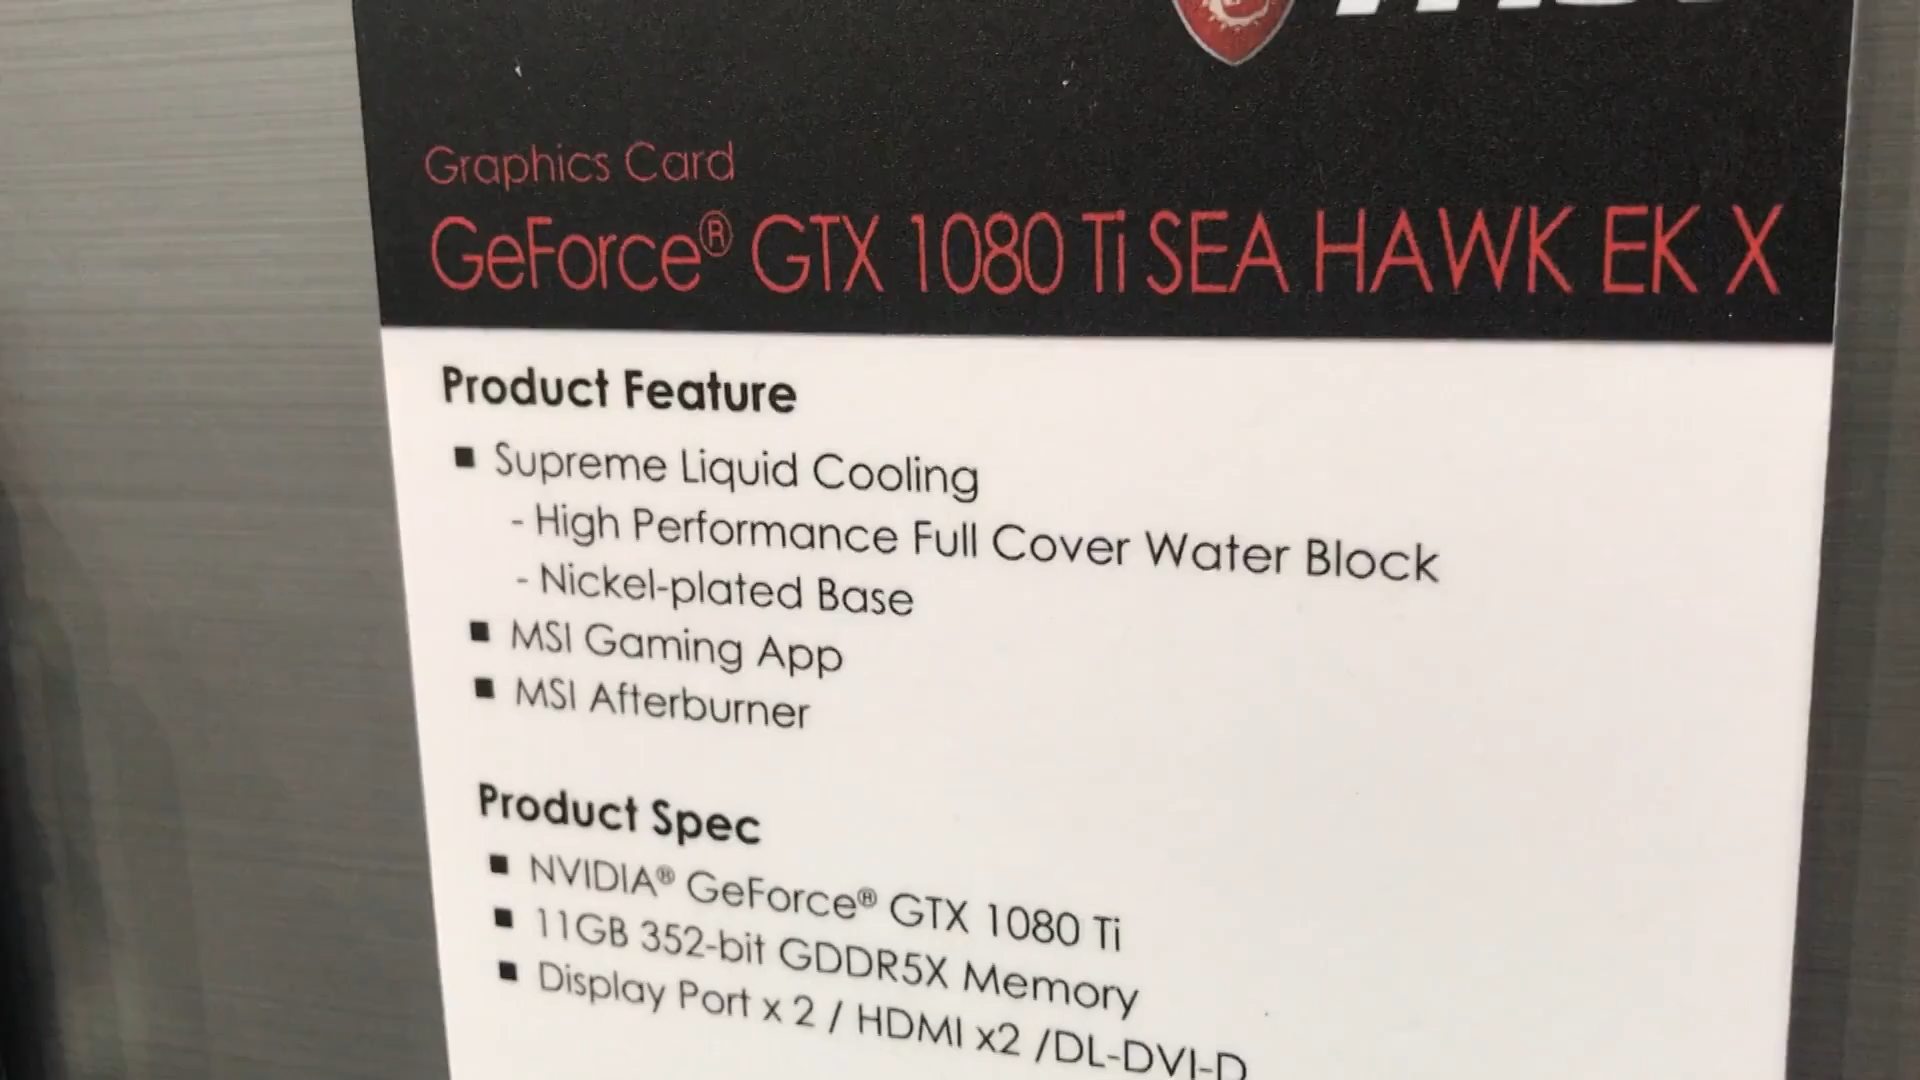 Graphics Card
GeForce® GTX 1080 Ti SEA HAWK EK X
Product Feature
■ Supreme Liquid Cooling
- High Performance Full Cover Water Block
- Nickel-plated Base
■ MSI Gaming App
■ MSI Afterburner
Product Spec
■ NVIDIA® GeForce® GTX 1080 Ti
■ 11GB 352-bit GDDR5X Memory
■ Display Port x 2 / HDMI x2 /DL-DVI-D